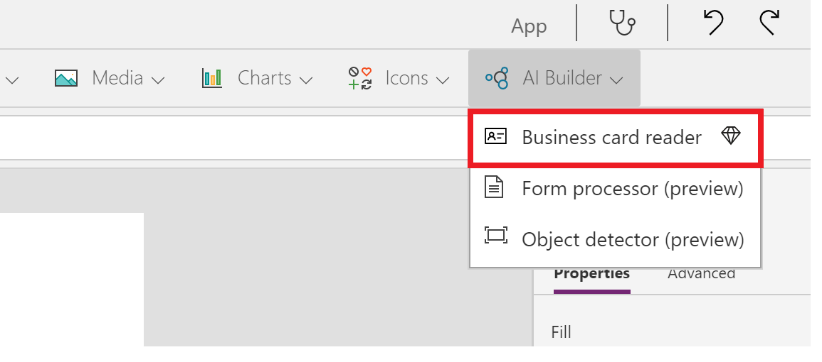 App
Media
Charts
Icons
AI Builder
Business card reader
Form processor (preview)
Object detector (preview)
Properties
Advanced
Fill